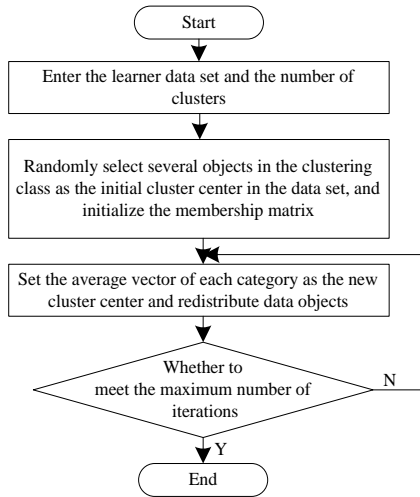 Start
Enter the learner data set and the number of
clusters
Randomly select several objects in the clustering
class as the initial cluster center in the data set, and
initialize the membership matrix
Set the average vector of each category as the new
cluster center and redistribute data objects
Whether to
meet the maximum number of
iterations
N
Y
End